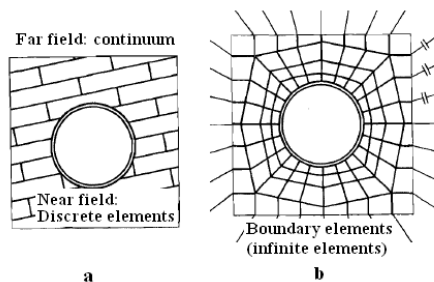 Far field: continuum
Near field:
Discrete elements
a
Boundary elements
(infinite elements)
b